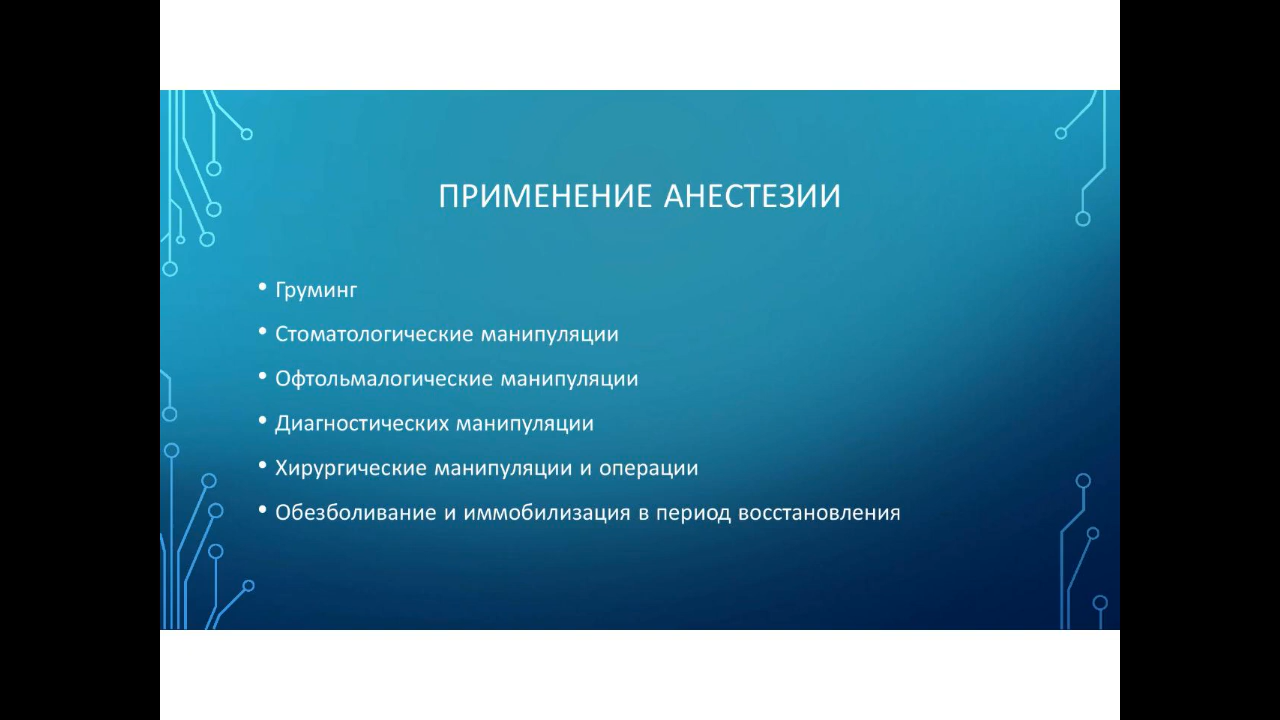 ПРИМЕНЕНИЕ АНЕСТЕЗИИ
• Груминг
• Стоматологические манипуляции
• Офтольмалогические манипуляции
• Диагностических манипуляции
• Хирургические манипуляции и операции
• Обезболивание и иммобилизация в период восстановления